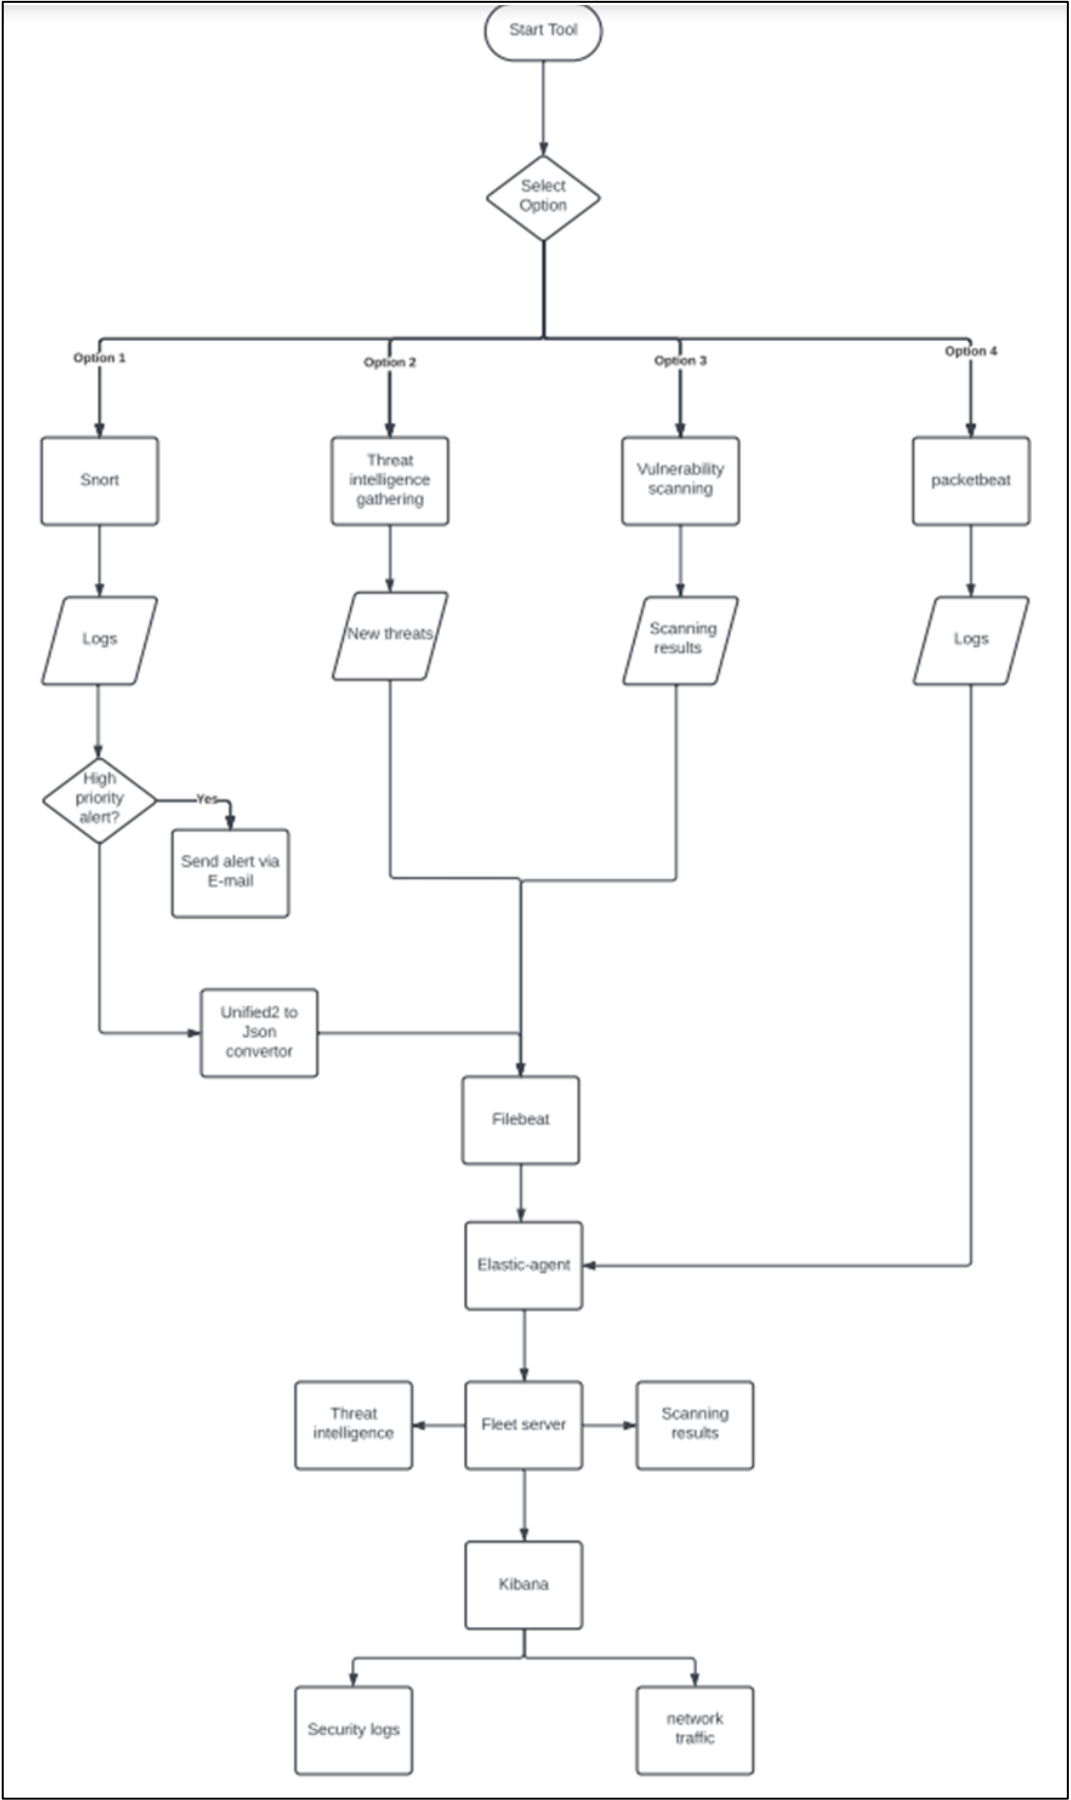 Start Tool
Select
Option
Option 1
Option 2
Option 3
Option 4
Snort
Threat
intelligence
gathering
Vulnerability
scanning
packetbeat
Logs
New threats
Scanning
results
Logs
High
priority
alert?
Yes
Send alert via
E-mail
Unified2 to
Json
convertor
Filebeat
Elastic-agent
Threat
intelligence
Fleet server
Scanning
results
Kibana
Security logs
network
traffic